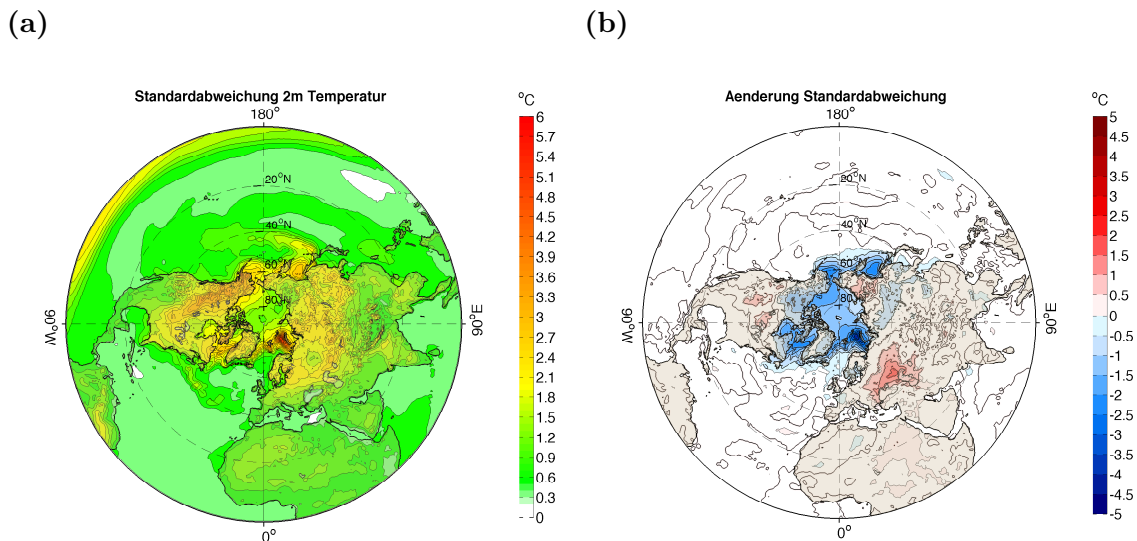 (a)
Standardabweichung 2m Temperatur
180°
20°N
40°N
60°N
80°N
90°W
0°
°C
6
5.7
5.4
5.1
4.8
4.5
4.2
3.9
3.6
3.3
3
2.7
2.4
2.1
1.8
1.5
1.2
0.9
0.6
0.3
0
90°E
(b)
Aenderung Standardabweichung
180°
20°N
40°N
60°N
80°N
90°W
90°E
0°
°C
5
4.5
4
3.5
3
2.5
2
1.5
1
0.5
0
-0.5
-1
-1.5
-2
-2.5
-3
-3.5
-4
-4.5
-5